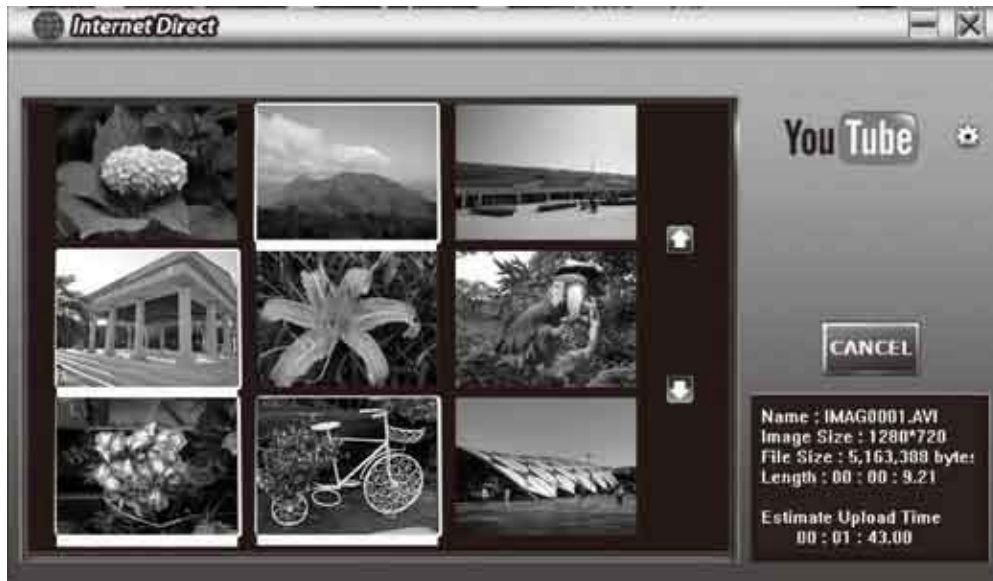 Internet Direct
YouTube
CANCEL
Name : IMAG0001.AVI
Image Size : 1280*720
File Size : 5,163,388 bytes
Length : 00 : 00 : 9.21
Estimate Upload Time
00 : 01 : 43.00